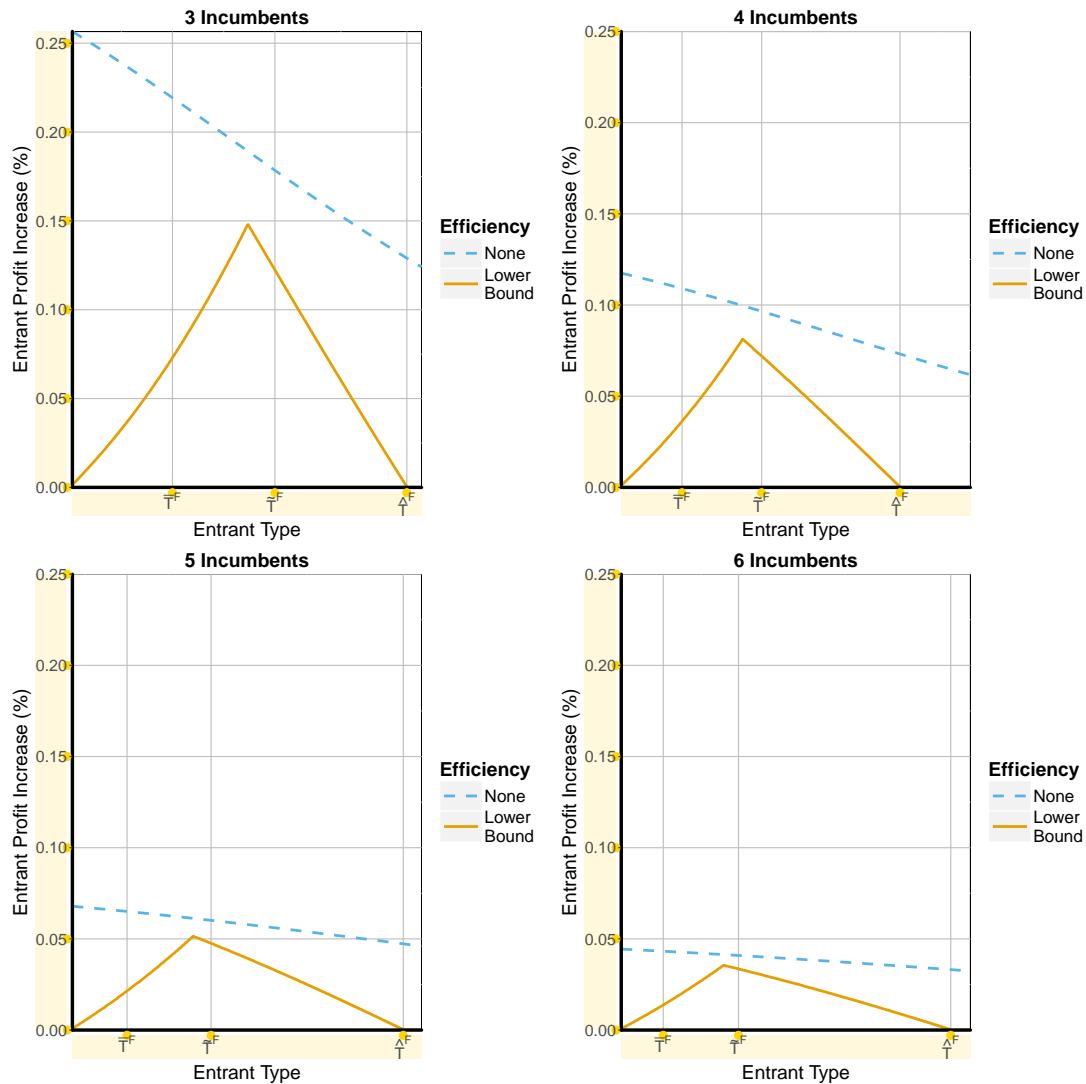 3 Incumbents
Entrant Profit Increase (%)
0.25
0.20
0.15
0.10
0.05
0.00
T̿ᶠ T̃ᶠ T̂ᶠ
Entrant Type
Efficiency
None
Lower
Bound
4 Incumbents
Entrant Profit Increase (%)
0.25
0.20
0.15
0.10
0.05
0.00
T̿ᶠ T̃ᶠ T̂ᶠ
Entrant Type
Efficiency
None
Lower
Bound
5 Incumbents
Entrant Profit Increase (%)
0.25
0.20
0.15
0.10
0.05
0.00
T̿ᶠ T̃ᶠ T̂ᶠ
Entrant Type
Efficiency
None
Lower
Bound
6 Incumbents
Entrant Profit Increase (%)
0.25
0.20
0.15
0.10
0.05
0.00
T̿ᶠ T̃ᶠ T̂ᶠ
Entrant Type
Efficiency
None
Lower
Bound